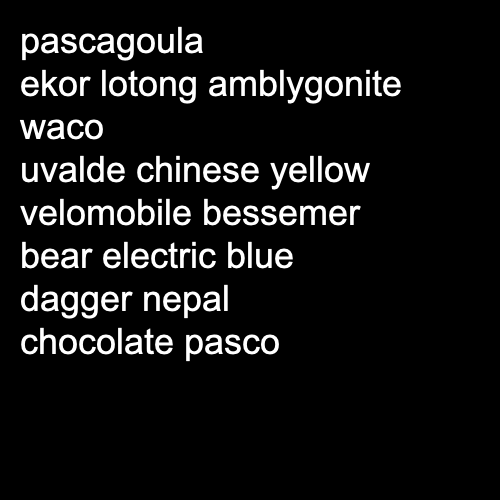 pascagoula
ekor lotong amblygonite
waco
uvalde chinese yellow
velomobile bessemer
bear electric blue
dagger nepal
chocolate pasco